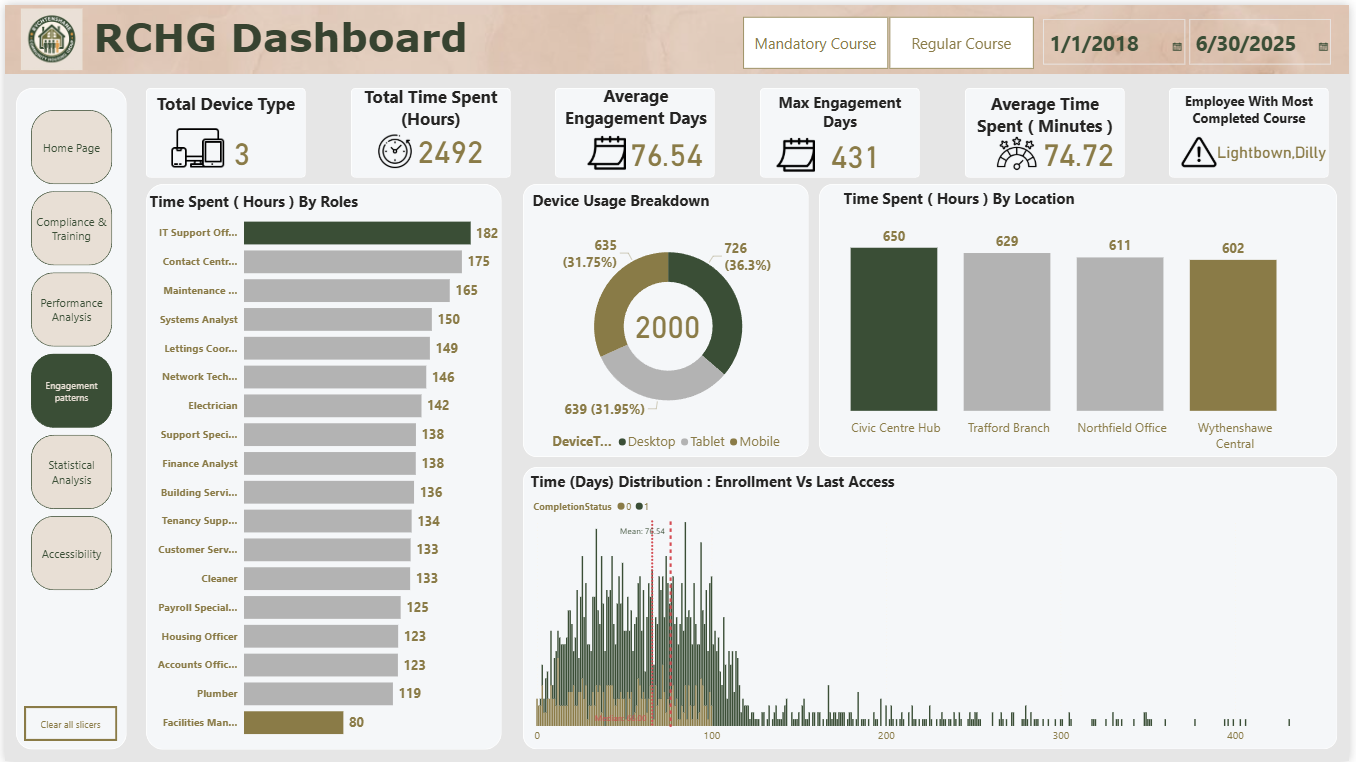 RCHG Dashboard
Mandatory Course
Regular Course
1/1/2018
6/30/2025
Home Page
Compliance &
Training
Performance
Analysis
Engagement
patterns
Statistical
Analysis
Accessibility
Clear all slicers
Total Device Type
3
Total Time Spent
(Hours)
2492
Average
Engagement Days
76.54
Max Engagement
Days
431
Average Time
Spent ( Minutes )
74.72
Employee With Most
Completed Course
Lightbown,Dilly
Time Spent ( Hours ) By Roles
IT Support Off... 182
Contact Centr... 175
Maintenance ... 165
Systems Analyst 150
Lettings Coor... 149
Network Tech... 146
Electrician 142
Support Speci... 138
Finance Analyst 138
Building Servi... 136
Tenancy Supp... 134
Customer Serv... 133
Cleaner 133
Payroll Special... 125
Housing Officer 123
Accounts Offic... 123
Plumber 119
Facilities Man... 80
Device Usage Breakdown
635
(31.75%)
726
(36.3%)
2000
639 (31.95%)
DeviceT... Desktop Tablet Mobile
Time Spent ( Hours ) By Location
650
629
611
602
Civic Centre Hub
Trafford Branch
Northfield Office
Wythenshawe
Central
Time (Days) Distribution : Enrollment Vs Last Access
CompletionStatus 0 1
Mean: 76.54
0 100 200 300 400